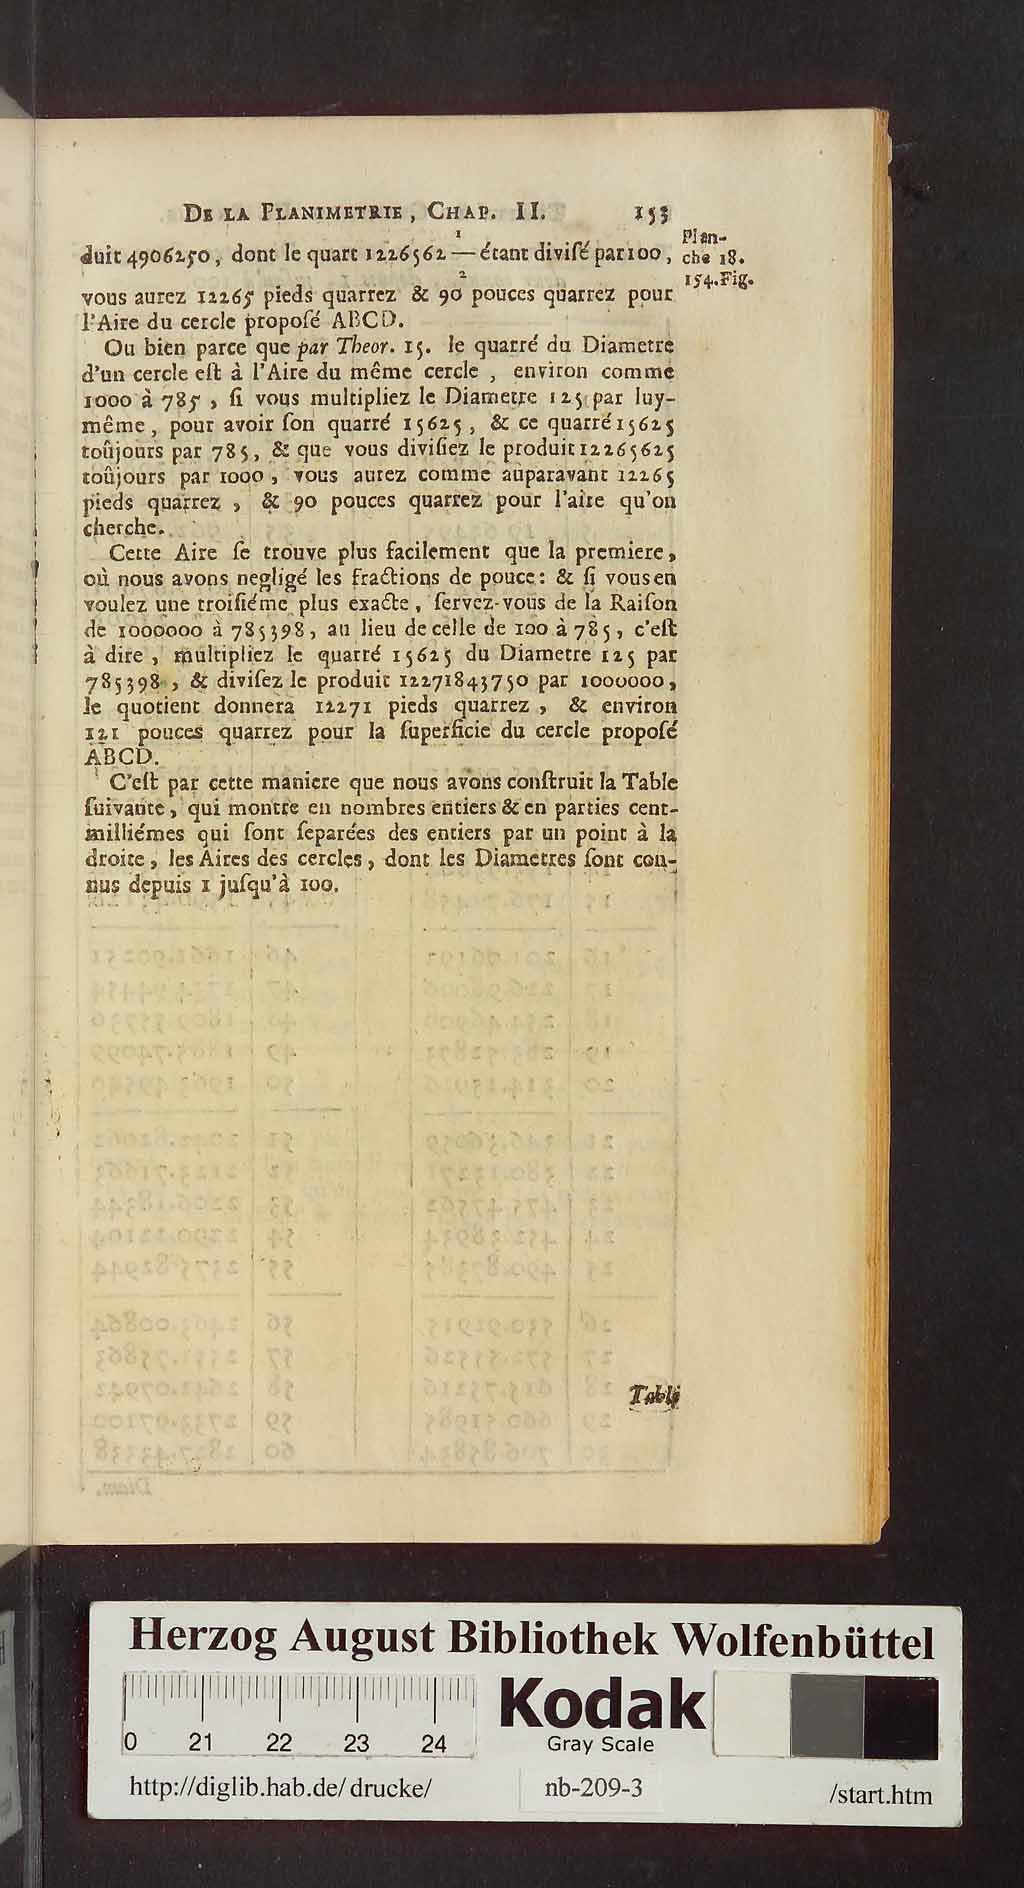 DE LA PLANIMETRIE, CHAP. II. 153
duit 4906250, dont le quart 1226562 1/2 étant divisé par 100,
Plan-
che 18.
154. Fig.
vous aurez 12265 pieds quarrez & 90 pouces quarrez pour
l'Aire du cercle proposé ABCD.
Ou bien parce que par Theor. 15. le quarré du Diametre
d'un cercle est à l'Aire du même cercle, environ comme
1000 à 785, si vous multipliez le Diametre 125 par luy-
même, pour avoir son quarré 15625, & ce quarré 15625
toûjours par 785, & que vous divisiez le produit 12265625
toûjours par 1000, vous aurez comme auparavant 12265
pieds quarrez, & 90 pouces quarrez pour l'aire qu'on
cherche.
Cette Aire se trouve plus facilement que la premiere,
où nous avons negligé les fractions de pouce: & si vous en
voulez une troisiéme plus exacte, servez-vous de la Raison
de 1000000 à 785398, au lieu de celle de 100 à 785, c'est
à dire, multipliez le quarré 15625 du Diametre 125 par
785398, & divisez le produit 12271843750 par 1000000,
le quotient donnera 12271 pieds quarrez, & environ
121 pouces quarrez pour la superficie du cercle proposé
ABCD.
C'est par cette maniere que nous avons construit la Table
suivante, qui montre en nombres entiers & en parties cent-
milliémes qui sont separées des entiers par un point à la
droite, les Aires des cercles, dont les Diametres sont con-
nus depuis 1 jusqu'à 100.
Table
Herzog August Bibliothek Wolfenbüttel
Kodak
Gray Scale
0 21 22 23 24
http://diglib.hab.de/drucke/ nb-209-3 /start.htm